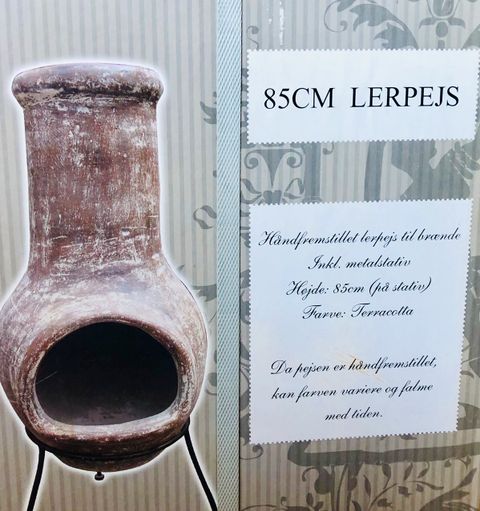 85CM LERPEJS
Håndfremstillet lerpejs til brænde
Inkl. metalstativ
Højde: 85cm (på stativ)
Farve: Terracotta
Da pejsen er håndfremstillet,
kan farven variere og falme
med tiden.